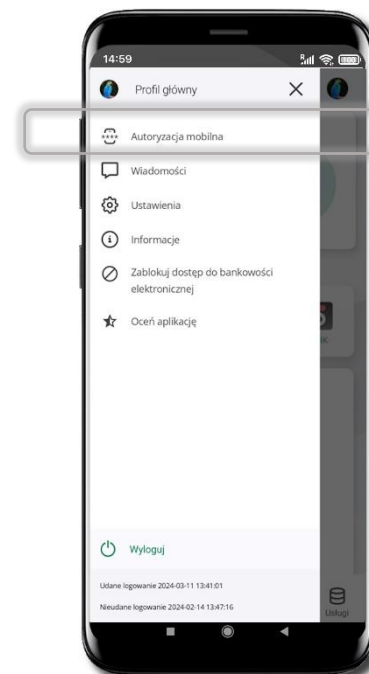 14:59
Profil główny
Autoryzacja mobilna
Wiadomości
Ustawienia
Informacje
Zablokuj dostęp do bankowości
elektronicznej
Oceń aplikację
Wyloguj
Udane logowanie 2024-03-11 13:41:01
Nieudane logowanie 2024-02-14 13:47:16
Usługi